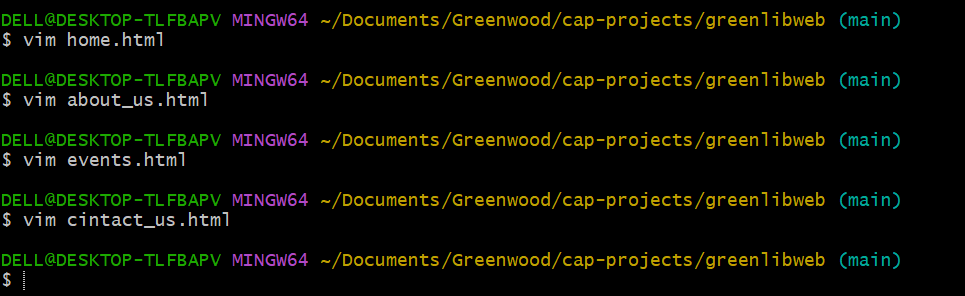 DELL@DESKTOP-TLFBAPV MINGW64 ~/Documents/Greenwood/cap-projects/greenlibweb (main)
$ vim home.html
DELL@DESKTOP-TLFBAPV MINGW64 ~/Documents/Greenwood/cap-projects/greenlibweb (main)
$ vim about_us.html
DELL@DESKTOP-TLFBAPV MINGW64 ~/Documents/Greenwood/cap-projects/greenlibweb (main)
$ vim events.html
DELL@DESKTOP-TLFBAPV MINGW64 ~/Documents/Greenwood/cap-projects/greenlibweb (main)
$ vim cintact_us.html
DELL@DESKTOP-TLFBAPV MINGW64 ~/Documents/Greenwood/cap-projects/greenlibweb (main)
$